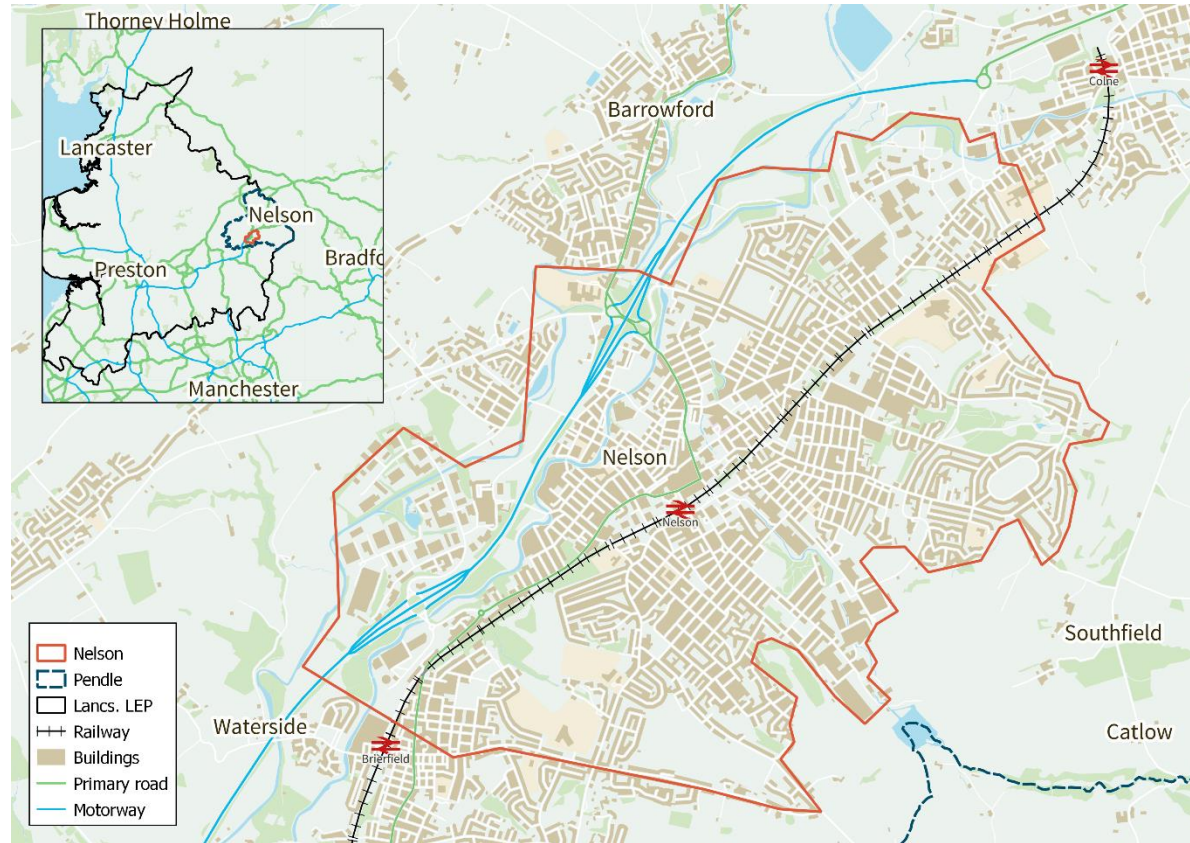 Thorney Holme
Lancaster
Nelson
Preston
Bradfo
Manchester
Barrowford
Colne
Nelson
Nelson
Southfield
Catlow
Waterside
Brierfield
Nelson
Pendle
Lancs. LEP
Railway
Buildings
Primary road
Motorway